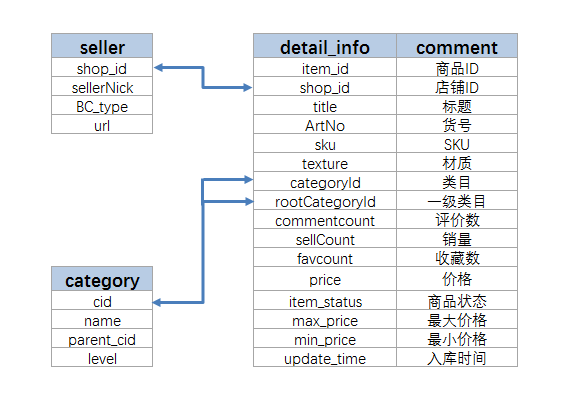 seller
shop_id
sellerNick
BC_type
url
detail_info comment
item_id 商品ID
shop_id 店铺ID
title 标题
ArtNo 货号
sku SKU
texture 材质
categoryId 类目
rootCategoryId 一级类目
commentcount 评价数
sellCount 销量
favcount 收藏数
price 价格
item_status 商品状态
max_price 最大价格
min_price 最小价格
update_time 入库时间
category
cid
name
parent_cid
level